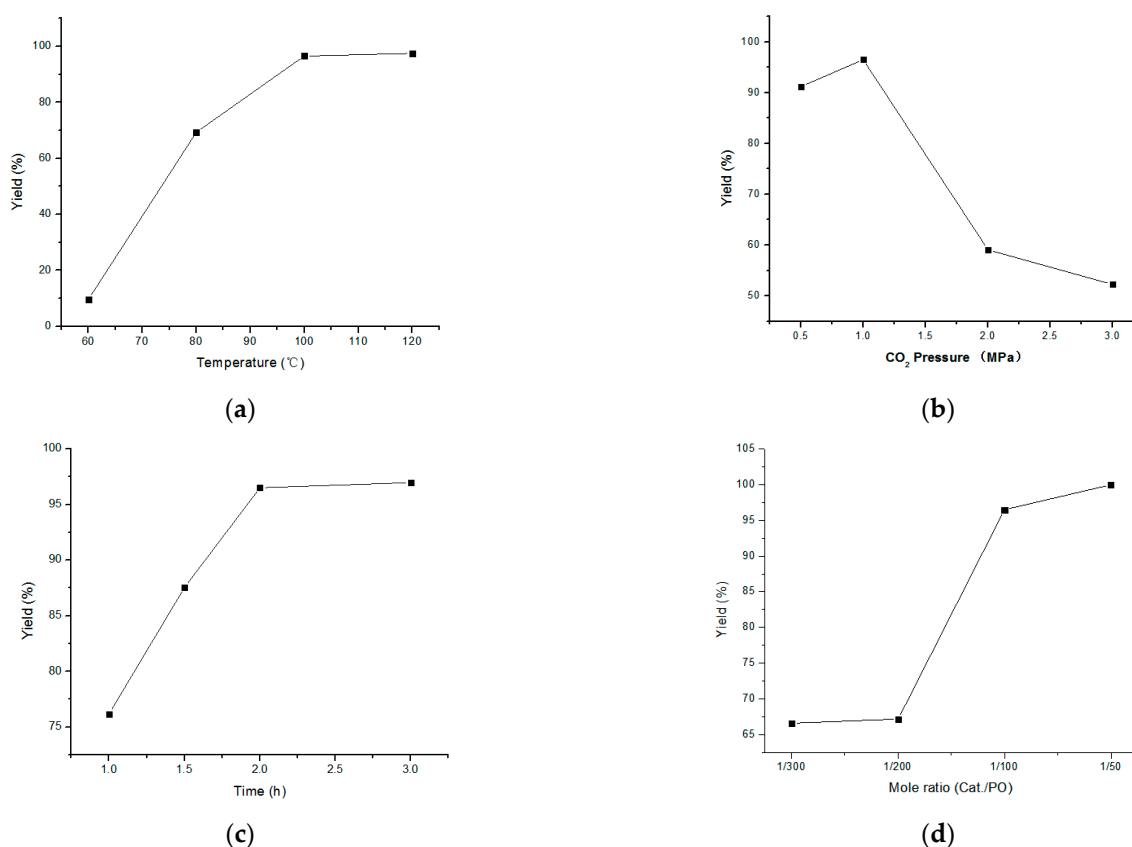 100
80
60
40
20
0
Yield (%)
60 70 80 90 100 110 120
Temperature (℃)
(a)
100
90
80
70
60
50
Yield (%)
0.5 1.0 1.5 2.0 2.5 3.0
CO₂ Pressure （MPa）
(b)
100
95
90
85
80
75
Yield (%)
1.0 1.5 2.0 2.5 3.0
Time (h)
(c)
105
100
95
90
85
80
75
70
65
Yield (%)
1/300 1/200 1/100 1/50
Mole ratio (Cat./PO)
(d)